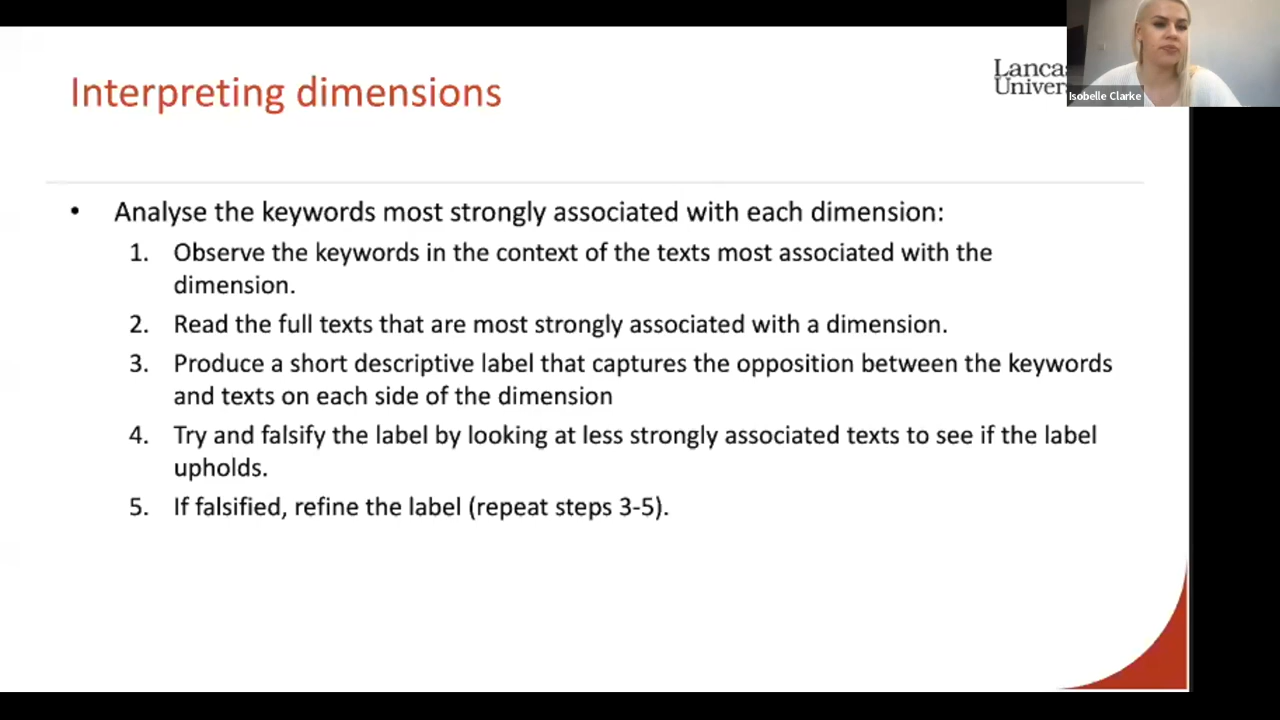 Interpreting dimensions
Isobelle Clarke
• Analyse the keywords most strongly associated with each dimension:
1. Observe the keywords in the context of the texts most associated with the
dimension.
2. Read the full texts that are most strongly associated with a dimension.
3. Produce a short descriptive label that captures the opposition between the keywords
and texts on each side of the dimension
4. Try and falsify the label by looking at less strongly associated texts to see if the label
upholds.
5. If falsified, refine the label (repeat steps 3-5).